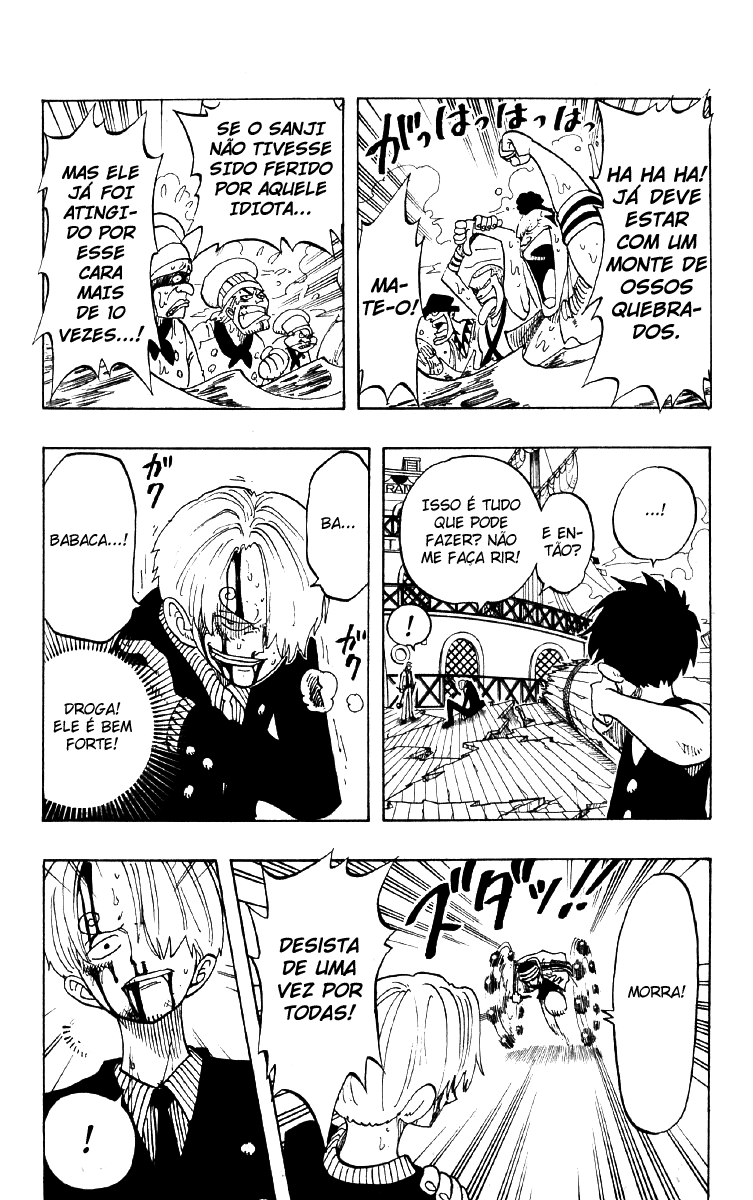 HA HA HA!
JÁ DEVE
ESTAR
COM UM
MONTE DE
OSSOS
QUEBRA-
DOS.
がっはっはっはっ
MA-
TE-O!
SE O SANJI
NÃO TIVESSE
SIDO FERIDO
POR AQUELE
IDIOTA...
MAS ELE
JÁ FOI
ATINGI-
DO POR
ESSE
CARA
MAIS
DE 10
VEZES...!
...!
E EN-
TÃO?
ISSO É TUDO
QUE PODE
FAZER? NÃO
ME FAÇA RIR!
!
BA...
ガク
BABACA...!
ガク
DROGA!
ELE É BEM
FORTE!
MORRA!
ズダッ!!
DESISTA
DE UMA
VEZ POR
TODAS!
!